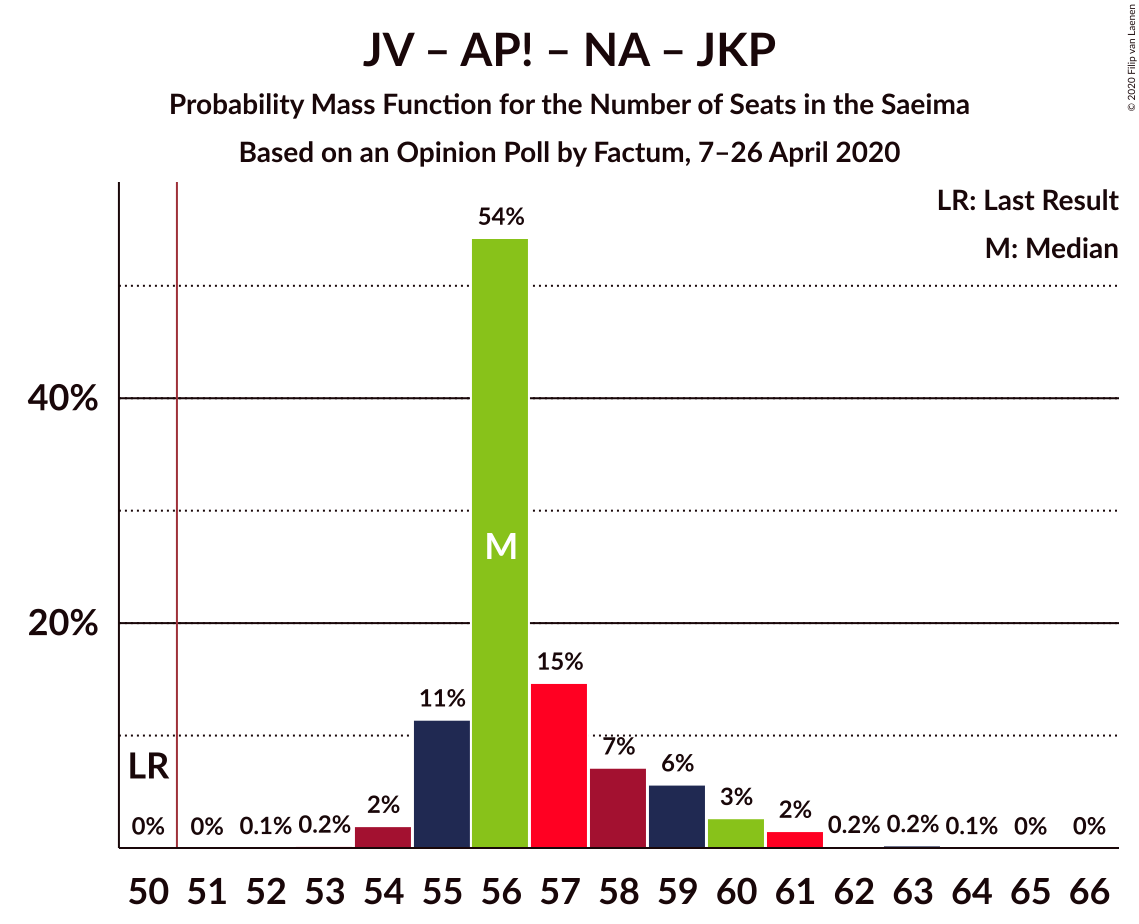 JV – AP! – NA – JKP
Probability Mass Function for the Number of Seats in the Saeima
Based on an Opinion Poll by Factum, 7–26 April 2020
© 2020 Filip van Laenen
LR: Last Result
M: Median
54%
40%
M
20%
15%
11%
LR
7%
6%
3%
2%
2%
0%
0%
0.1%
0.2%
0.2%
0.2%
0.1%
0%
0%
50 51 52 53 54 55 56 57 58 59 60 61 62 63 64 65 66